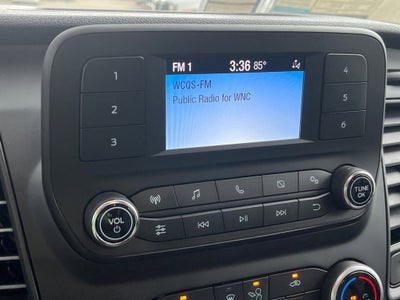 FM 1 3:36 85°
WCQS-FM
Public Radio for WNC
1
2
3
4
5
6
VOL
TUNE
OK